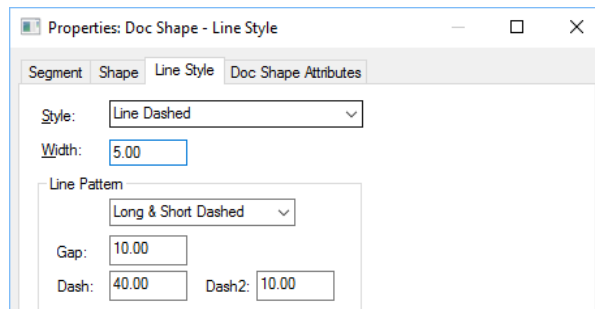 Properties: Doc Shape - Line Style
Segment Shape Line Style Doc Shape Attributes
Style: Line Dashed
Width: 5.00
Line Pattern
Long & Short Dashed
Gap: 10.00
Dash: 40.00 Dash2: 10.00